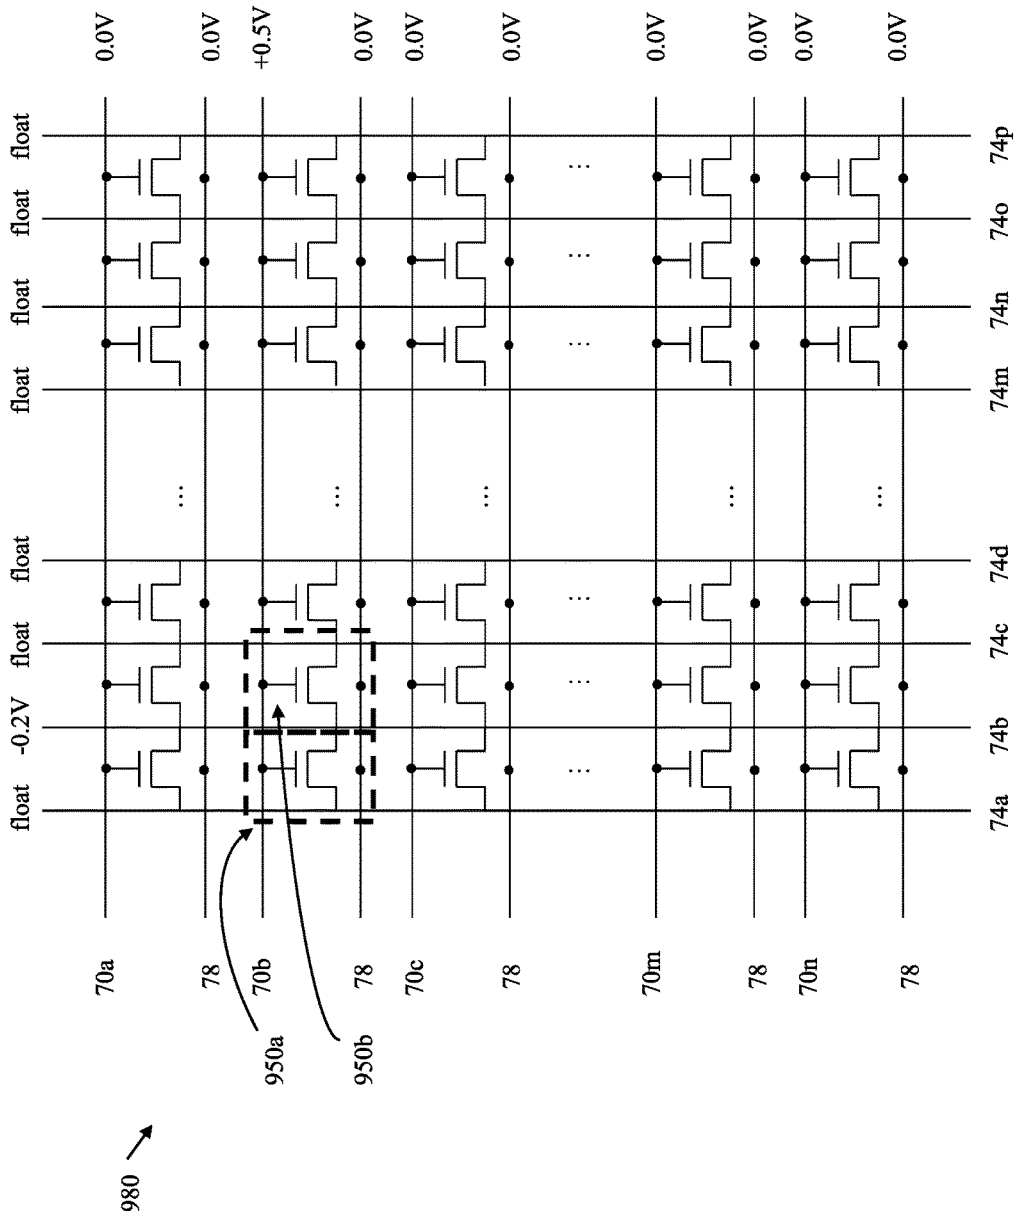 float -0.2V float float float float float float
70a 0.0V
980
78 0.0V
70b +0.5V
950a
78 0.0V
950b
70c 0.0V
78 0.0V
70m 0.0V
78 0.0V
70n 0.0V
78 0.0V
74a 74b 74c 74d 74m 74n 74o 74p